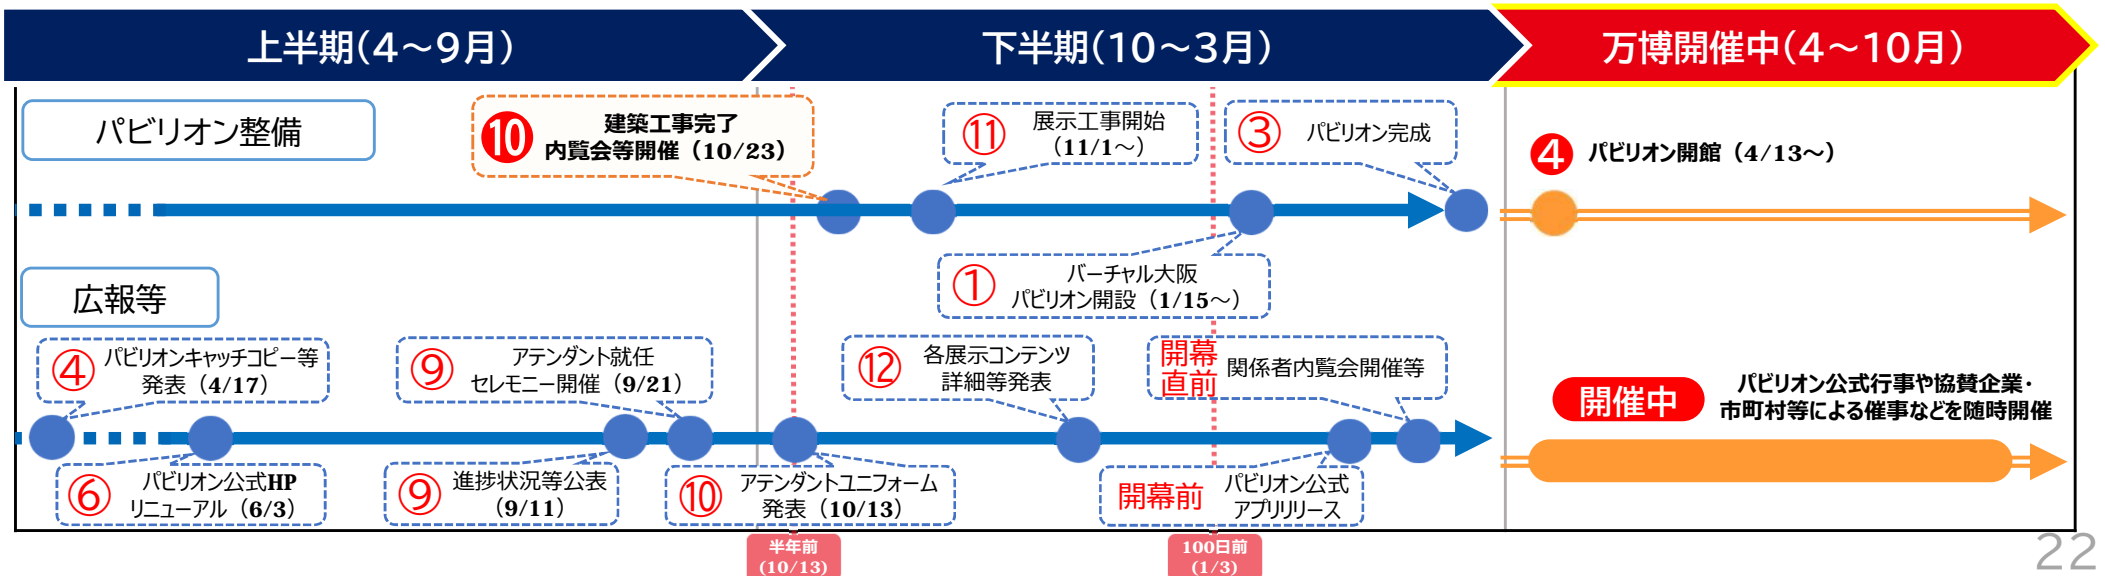 上半期(4～9月)
下半期(10～3月)
万博開催中(4～10月)
パビリオン整備
⑩
建築工事完了
内覧会等開催（10/23）
⑪
展示工事開始
（11/1～）
③
パビリオン完成
④
パビリオン開館（4/13～）
①
バーチャル大阪
パビリオン開設（1/15～）
広報等
④
パビリオンキャッチコピー等
発表（4/17）
⑨
アテンダント就任
セレモニー開催（9/21）
⑫
各展示コンテンツ
詳細等発表
開幕
直前
関係者内覧会開催等
開催中
パビリオン公式行事や協賛企業・
市町村等による催事などを随時開催
⑥
パビリオン公式HP
リニューアル（6/3）
⑨
進捗状況等公表
（9/11）
⑩
アテンダントユニフォーム
発表（10/13）
開幕前
パビリオン公式
アプリリリース
半年前
(10/13)
100日前
(1/3)
22